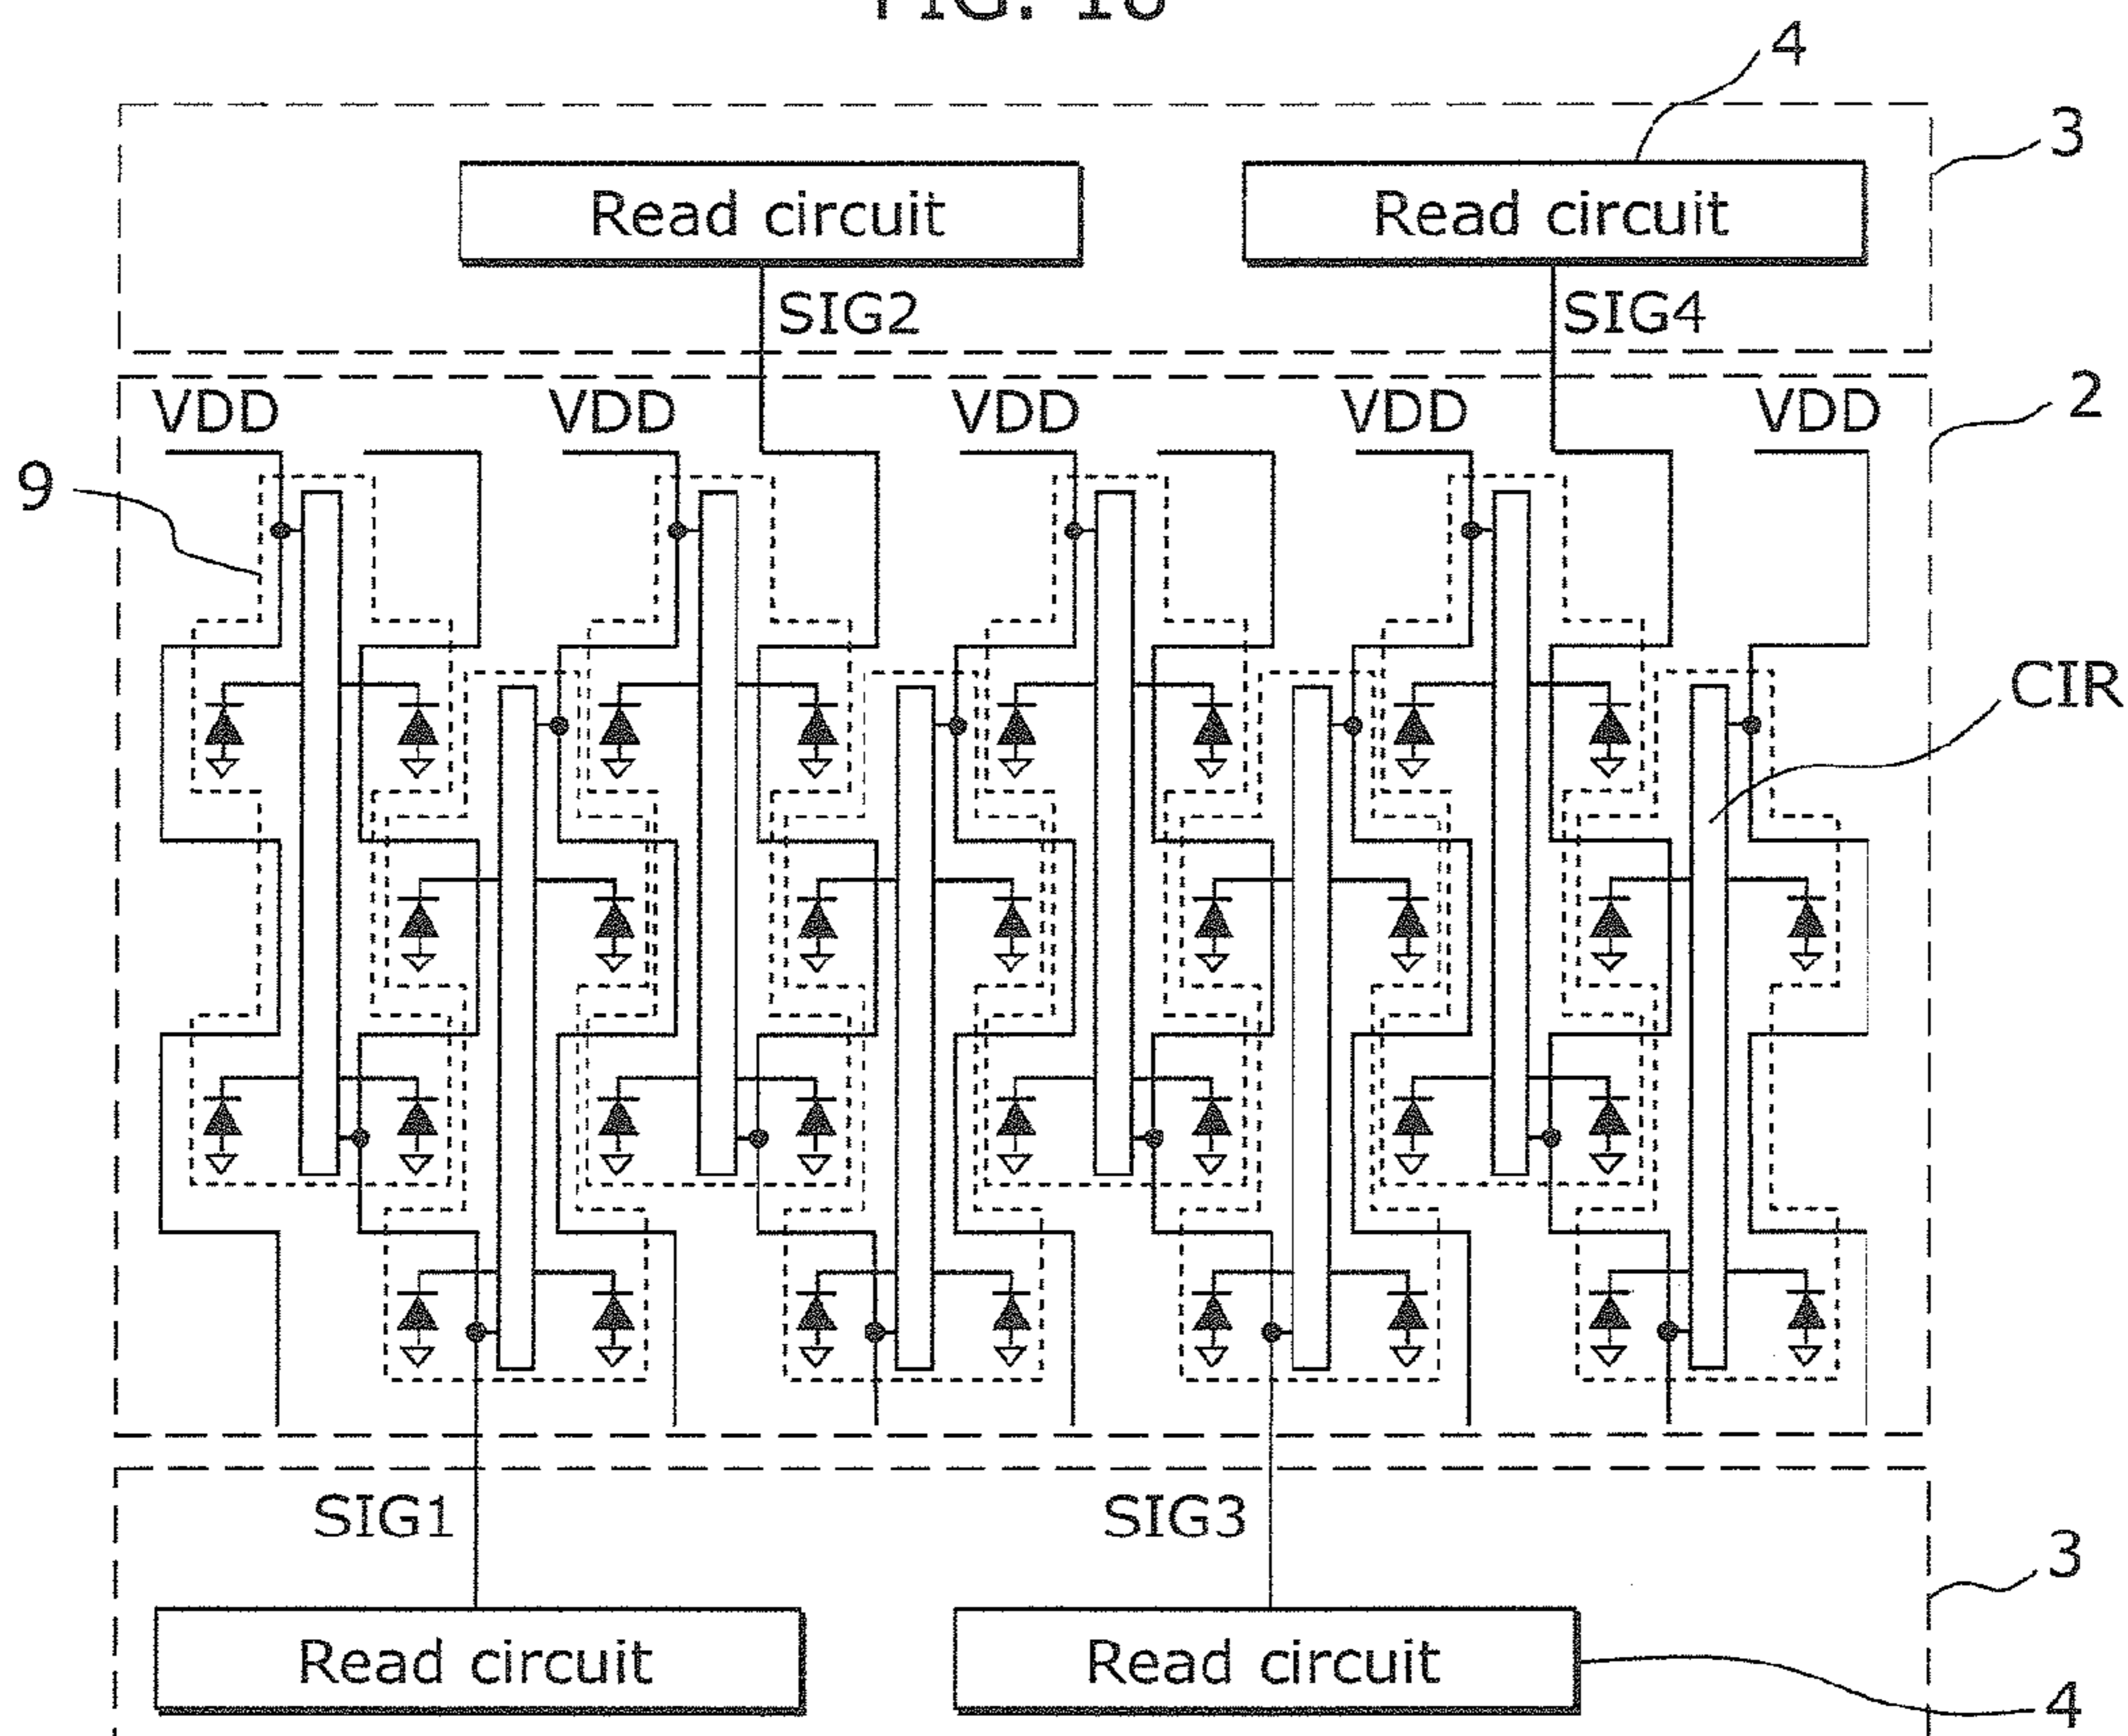 4
3
Read circuit Read circuit
SIG2 SIG4
VDD VDD VDD VDD VDD
2
9
CIR
SIG1 SIG3
3
Read circuit Read circuit
4